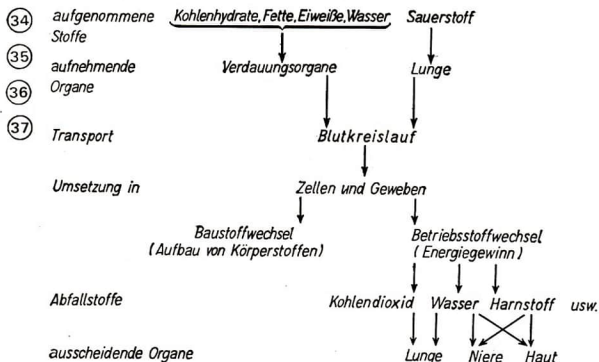 34 aufgenommene Kohlenhydrate, Fette, Eiweiße, Wasser Sauerstoff
Stoffe
35 aufnehmende Verdauungsorgane Lunge
36 Organe
37 Transport Blutkreislauf
Umsetzung in Zellen und Geweben
Baustoffwechsel Betriebsstoffwechsel
(Aufbau von Körperstoffen) (Energiegewinn)
Abfallstoffe Kohlendioxid Wasser Harnstoff usw.
ausscheidende Organe Lunge Niere Haut